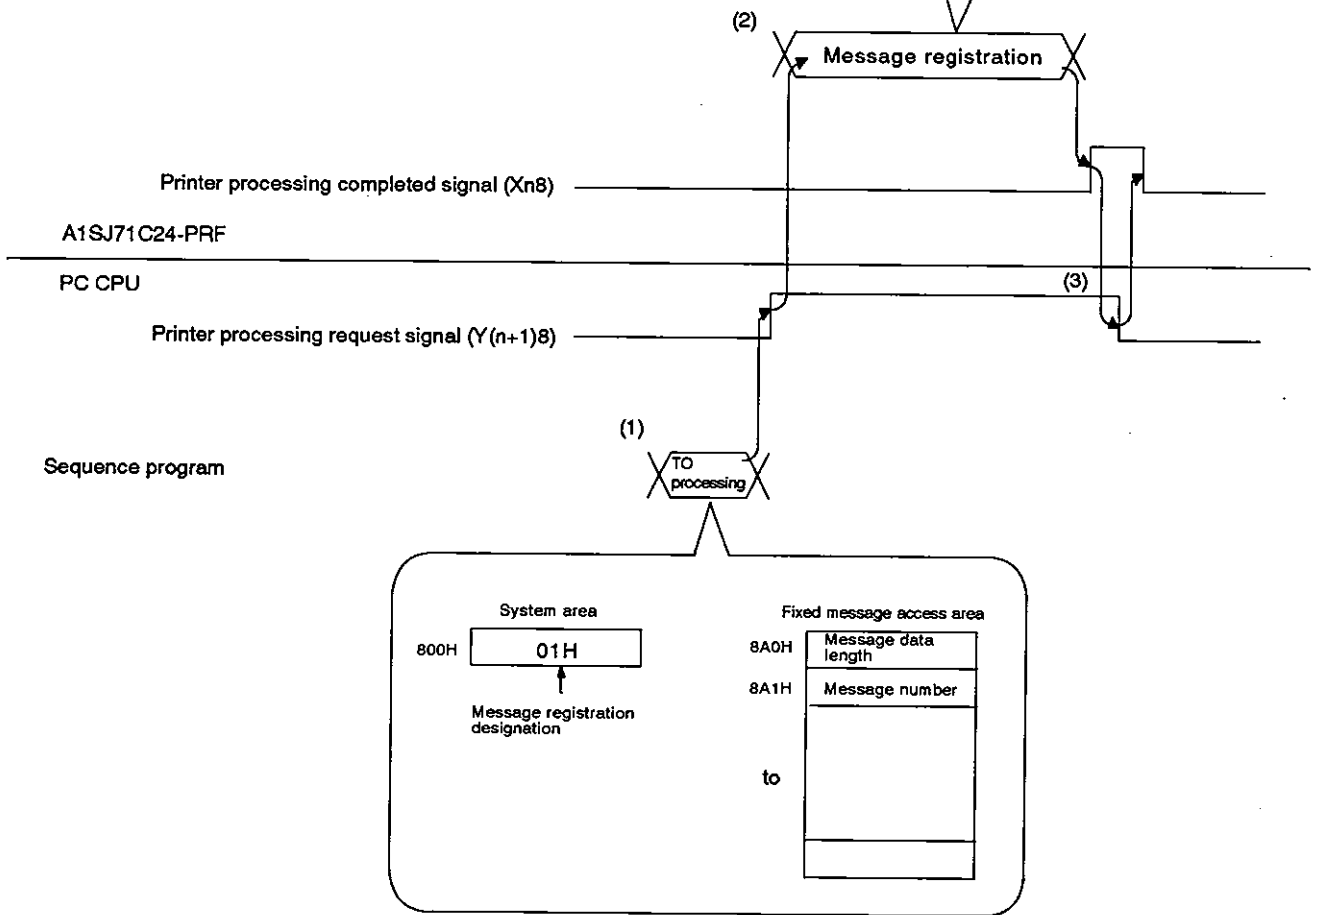 (2)
Message registration
Printer processing completed signal (Xn8)
A1SJ71C24-PRF
PC CPU
(3)
Printer processing request signal (Y(n+1)8)
(1)
Sequence program
TO
processing
System area
800H
01H
Message registration
designation
Fixed message access area
8A0H
Message data
length
8A1H
Message number
to